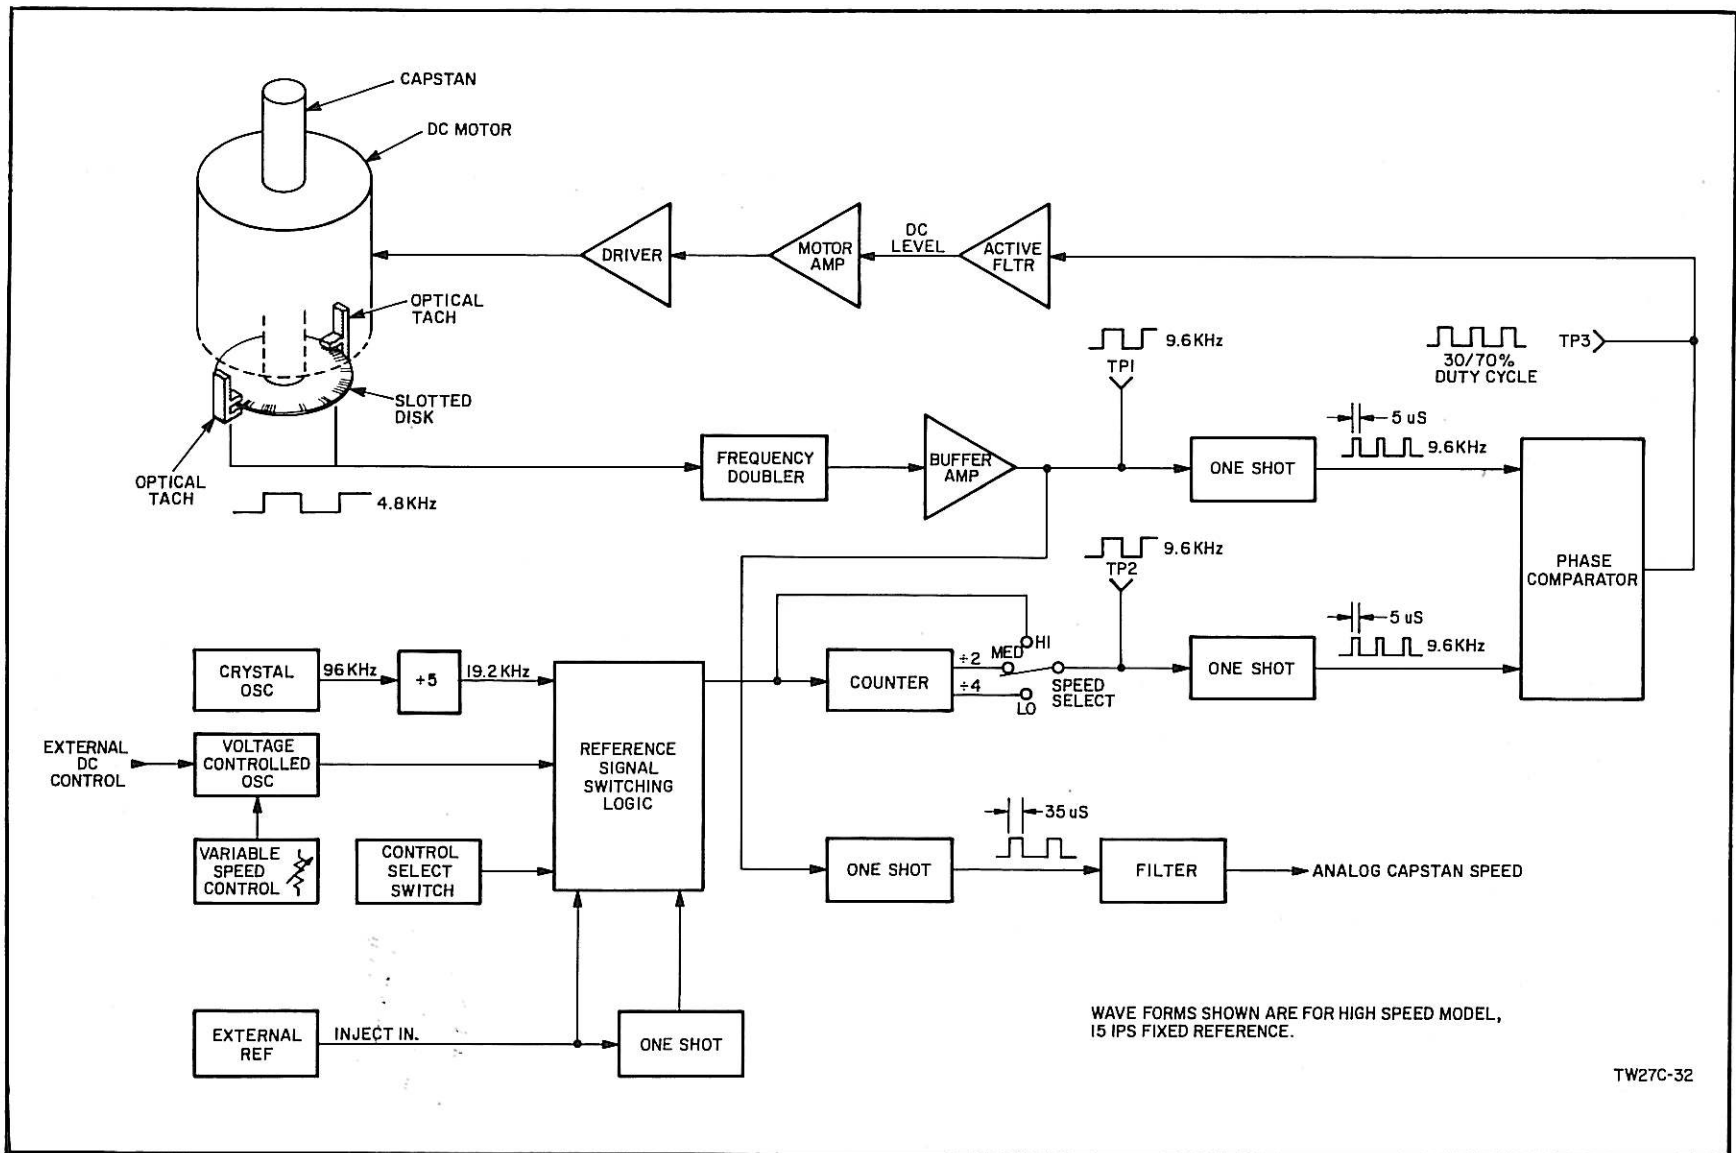 CAPSTAN
DC MOTOR
OPTICAL
TACH
SLOTTED
DISK
OPTICAL
TACH
4.8KHz
DRIVER
MOTOR
AMP
DC
LEVEL
ACTIVE
FLTR
9.6KHz
TP1
30/70%
DUTY CYCLE
TP3
FREQUENCY
DOUBLER
BUFFER
AMP
ONE SHOT
5 uS
9.6KHz
PHASE
COMPARATOR
9.6KHz
TP2
CRYSTAL
OSC
96KHz
÷5
19.2KHz
REFERENCE
SIGNAL
SWITCHING
LOGIC
COUNTER
÷2
÷4
MED
HI
LO
SPEED
SELECT
ONE SHOT
5 uS
9.6KHz
EXTERNAL
DC
CONTROL
VOLTAGE
CONTROLLED
OSC
VARIABLE
SPEED
CONTROL
CONTROL
SELECT
SWITCH
ONE SHOT
35uS
FILTER
ANALOG CAPSTAN SPEED
EXTERNAL
REF
INJECT IN.
ONE SHOT
WAVE FORMS SHOWN ARE FOR HIGH SPEED MODEL,
15 IPS FIXED REFERENCE.
TW27C-32